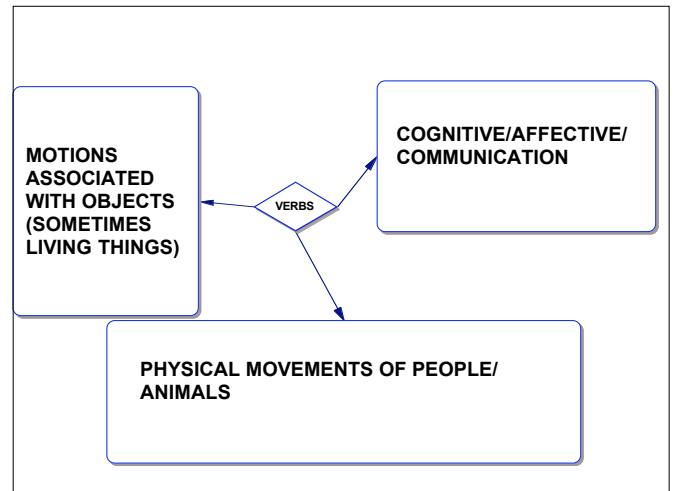 MOTIONS
ASSOCIATED
WITH OBJECTS
(SOMETIMES
LIVING THINGS)
VERBS
COGNITIVE/AFFECTIVE/
COMMUNICATION
PHYSICAL MOVEMENTS OF PEOPLE/
ANIMALS